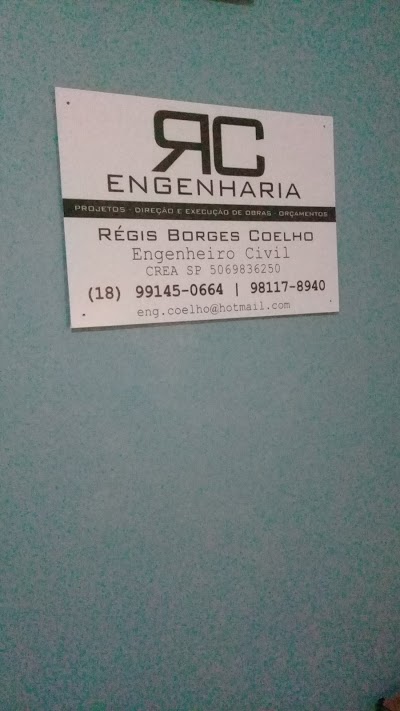 RC
ENGENHARIA
PROJETOS - DIREÇÃO E EXECUÇÃO DE OBRAS - ORÇAMENTOS
RÉGIS BORGES COELHO
Engenheiro Civil
CREA SP 5069836250
(18) 99145-0664 | 98117-8940
eng.coelho@hotmail.com